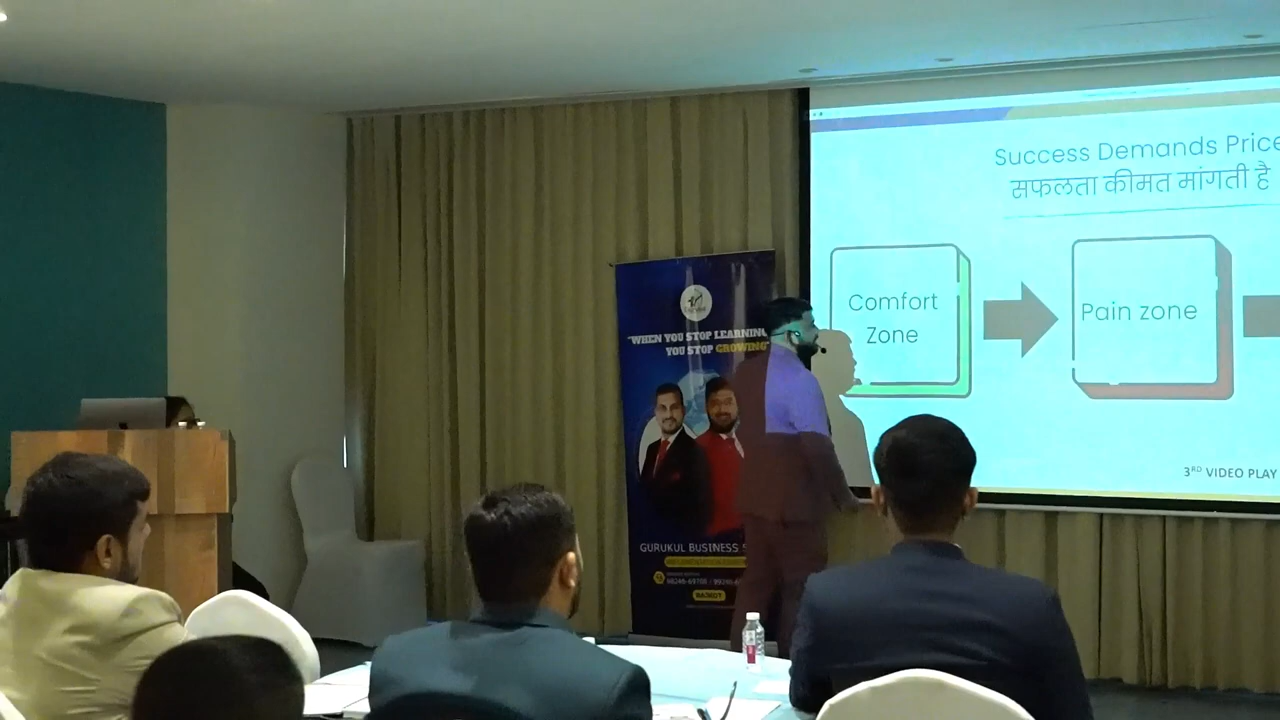 Success Demands Price
सफलता कीमत मांगती है
Comfort
Zone
Pain zone
3RD VIDEO PLAY
"WHEN YOU STOP LEARNING,
YOU STOP GROWING"
GURUKUL BUSINESS
RAJKOT